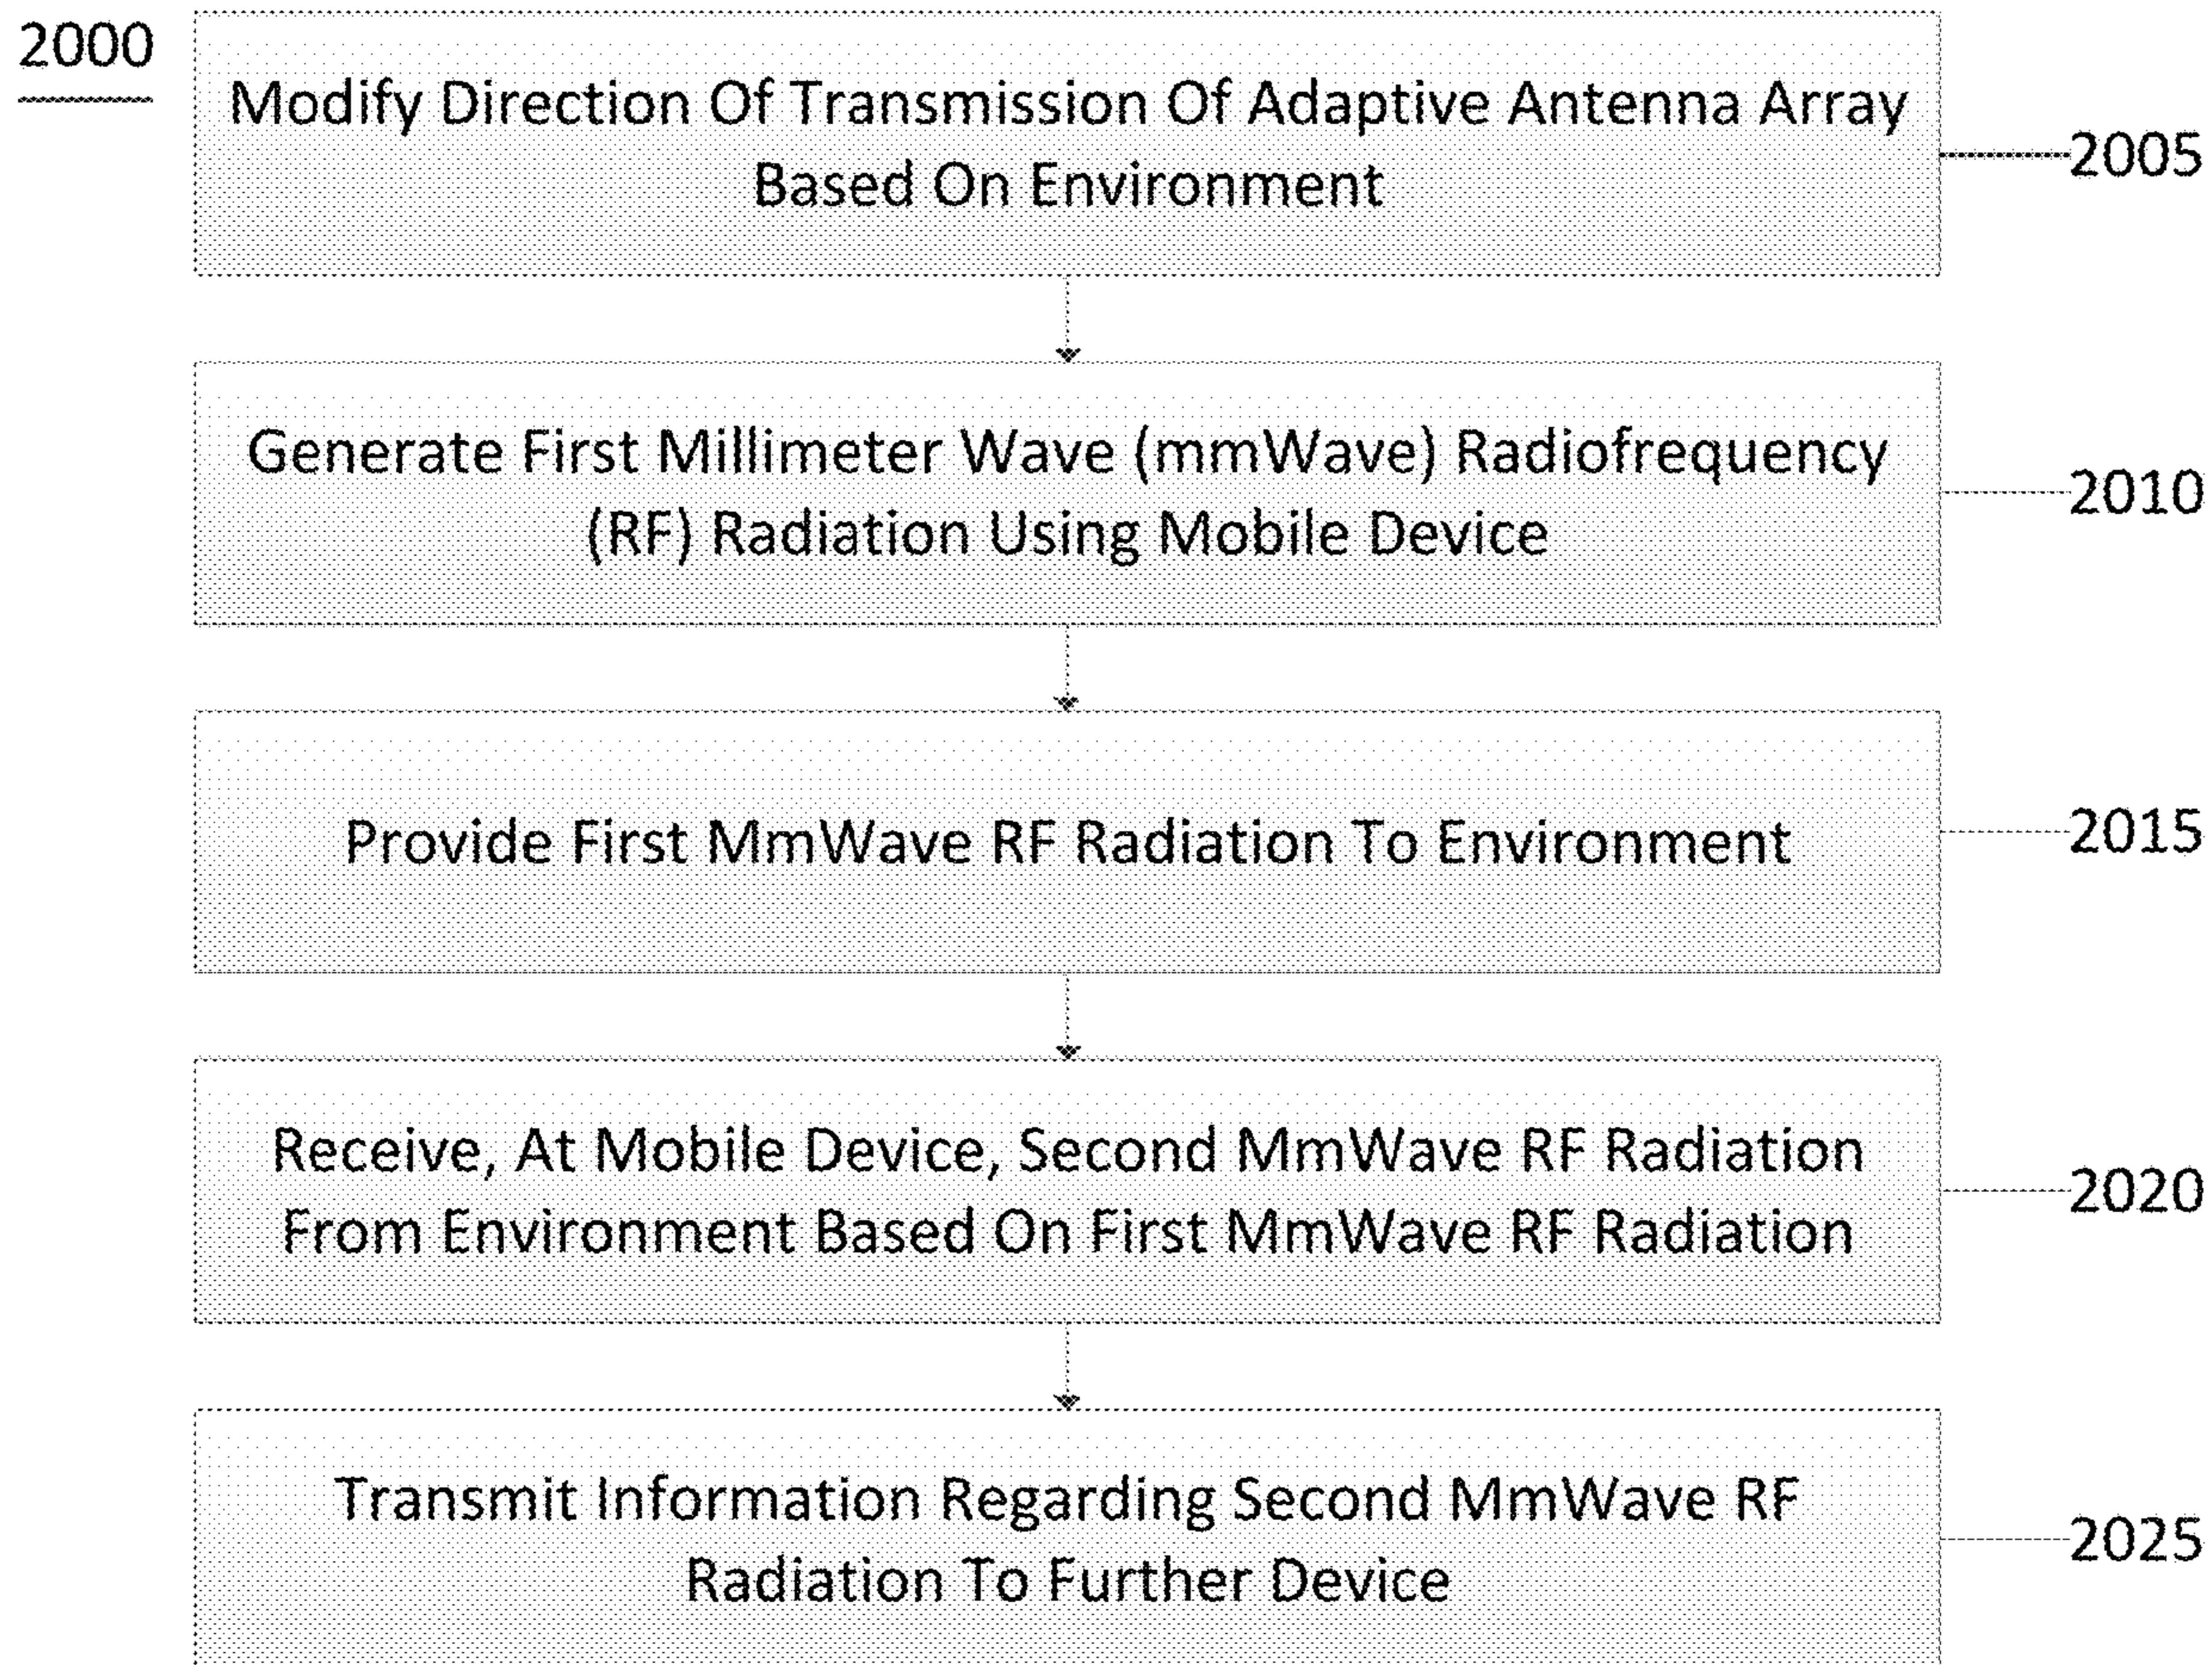 2000
Modify Direction Of Transmission Of Adaptive Antenna Array
Based On Environment
2005
Generate First Millimeter Wave (mmWave) Radiofrequency
(RF) Radiation Using Mobile Device
2010
Provide First MmWave RF Radiation To Environment
2015
Receive, At Mobile Device, Second MmWave RF Radiation
From Environment Based On First MmWave RF Radiation
2020
Transmit Information Regarding Second MmWave RF
Radiation To Further Device
2025